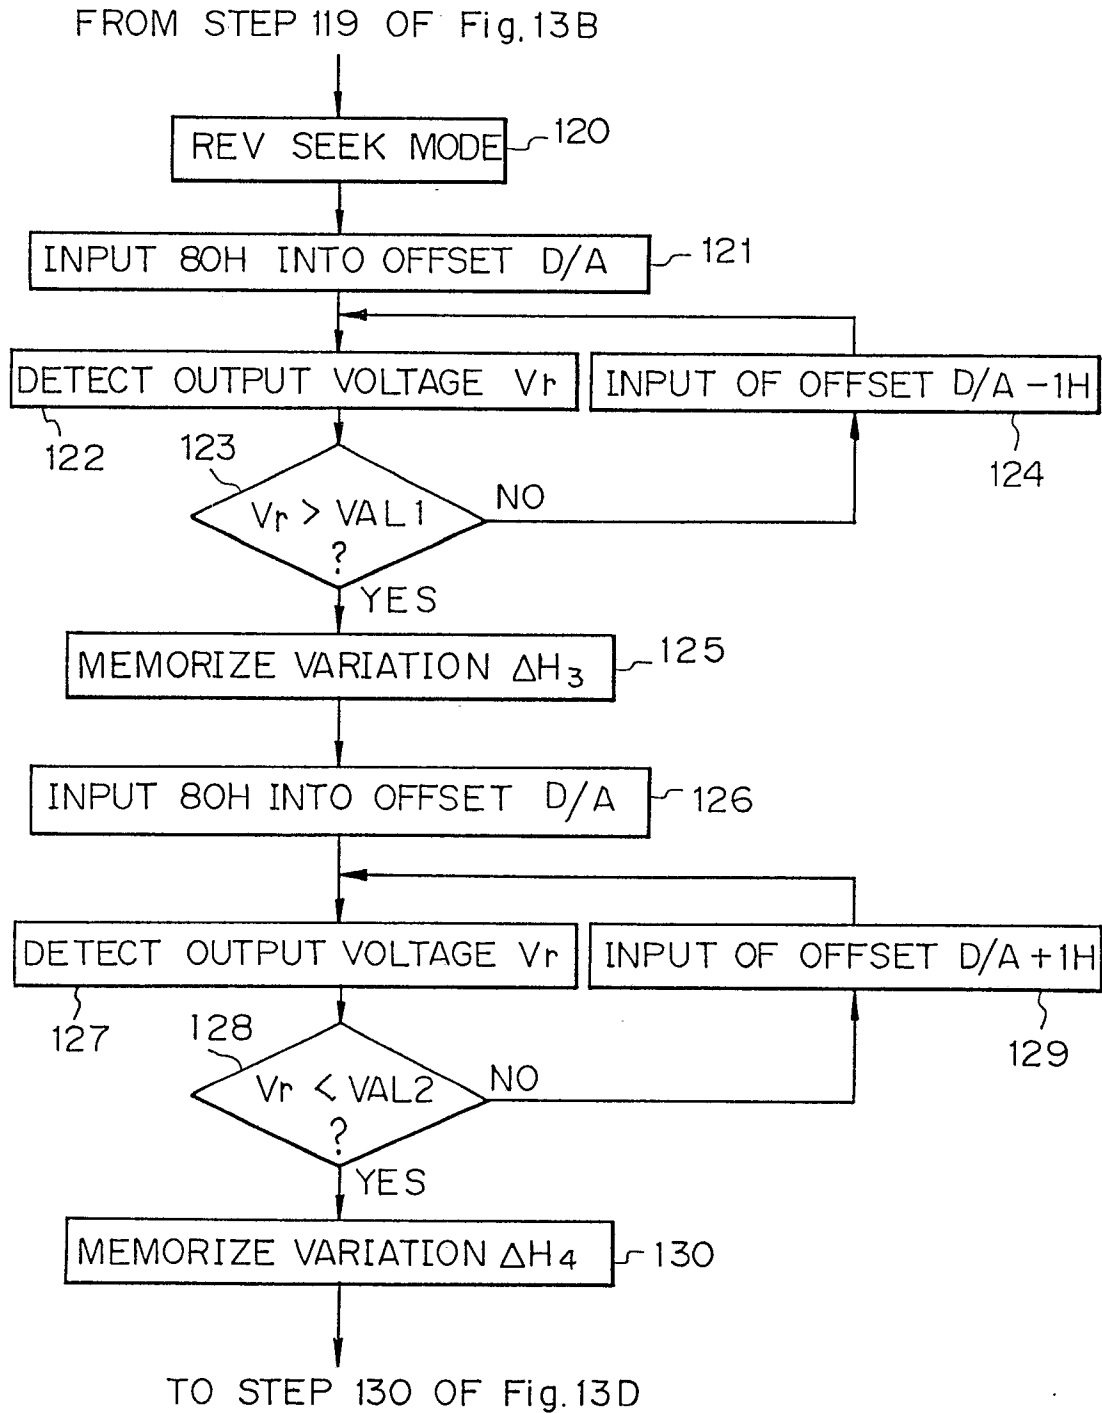 FROM STEP 119 OF Fig. 13B
REV SEEK MODE
120
INPUT 80H INTO OFFSET D/A
121
DETECT OUTPUT VOLTAGE Vr
122
INPUT OF OFFSET D/A - 1H
124
123
Vr > VAL1
?
NO
YES
MEMORIZE VARIATION ΔH3
125
INPUT 80H INTO OFFSET D/A
126
DETECT OUTPUT VOLTAGE Vr
127
INPUT OF OFFSET D/A + 1H
129
128
Vr < VAL2
?
NO
YES
MEMORIZE VARIATION ΔH4
130
TO STEP 130 OF Fig. 13D